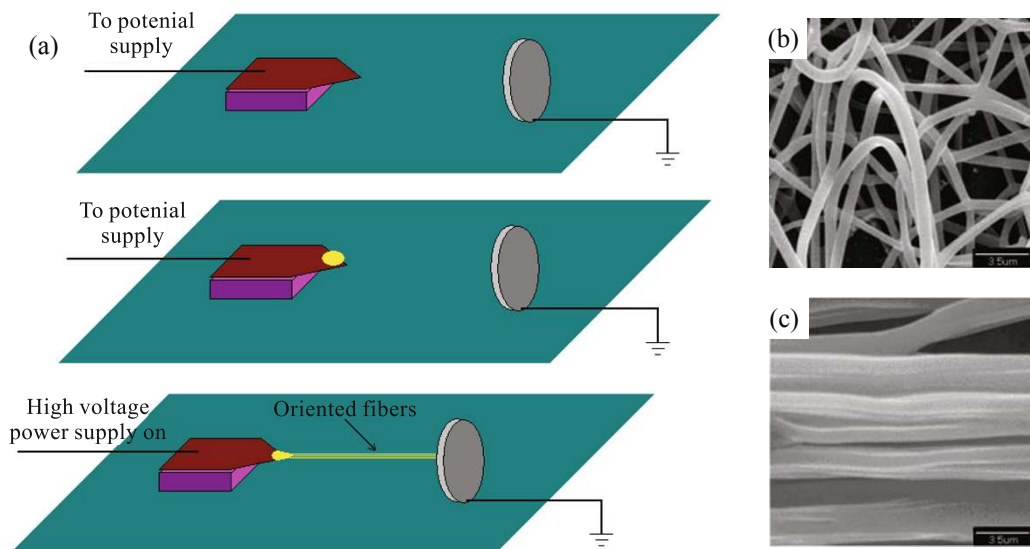 (a)
To potenial
supply
To potenial
supply
High voltage
power supply on
Oriented fibers
(b)
3.5um
(c)
3.5um